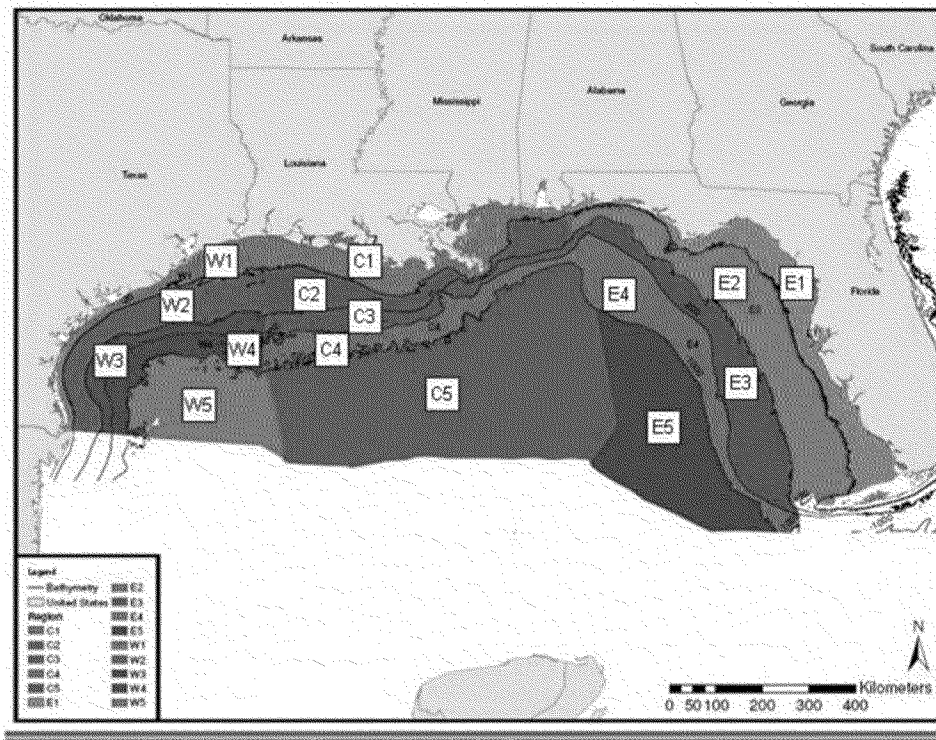 Oklahoma
Arkansas
South Carolina
Mississippi
Alabama
Georgia
Louisiana
Texas
Florida
W1
C1
W2
C2
E2
E1
E4
C3
W3
W4
C4
E3
W5
C5
E5
Legend
Bathymetry
United States
Region
C1
C2
C3
C4
C5
E1
E2
E3
E4
E5
W1
W2
W3
W4
W5
N
Kilometers
0 50 100 200 300 400